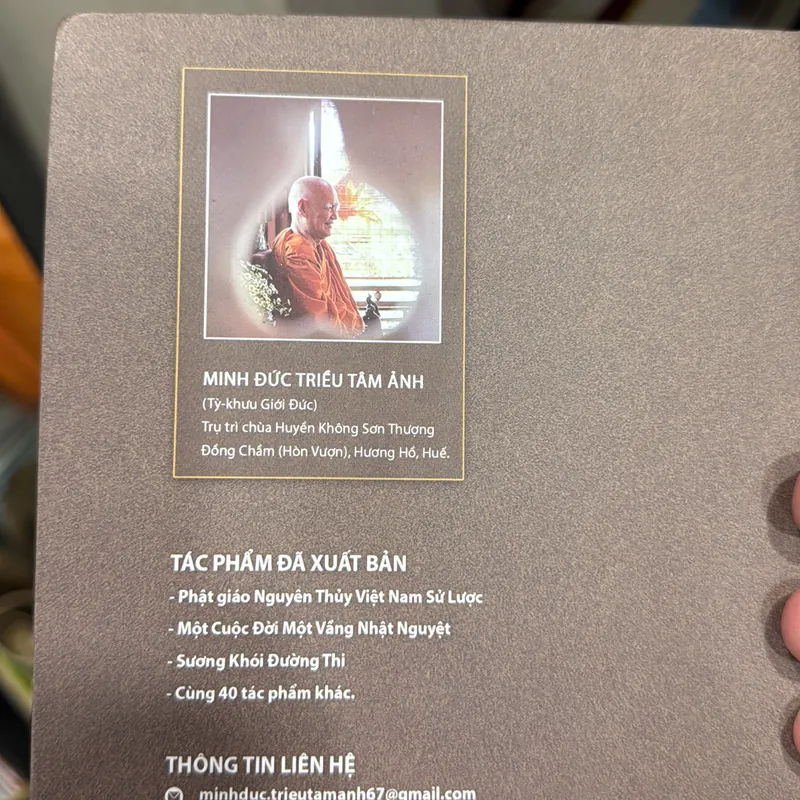 MINH ĐỨC TRIỀU TÂM ẢNH
(Tỳ-khưu Giới Đức)
Trụ trì chùa Huyền Không Sơn Thượng
Đồng Chầm (Hòn Vượn), Hương Hồ, Huế.
TÁC PHẨM ĐÃ XUẤT BẢN
- Phật giáo Nguyên Thủy Việt Nam Sử Lược
- Một Cuộc Đời Một Vầng Nhật Nguyệt
- Sương Khói Đường Thi
- Cùng 40 tác phẩm khác.
THÔNG TIN LIÊN HỆ
minhduc.trieutamanh67@gmail.com